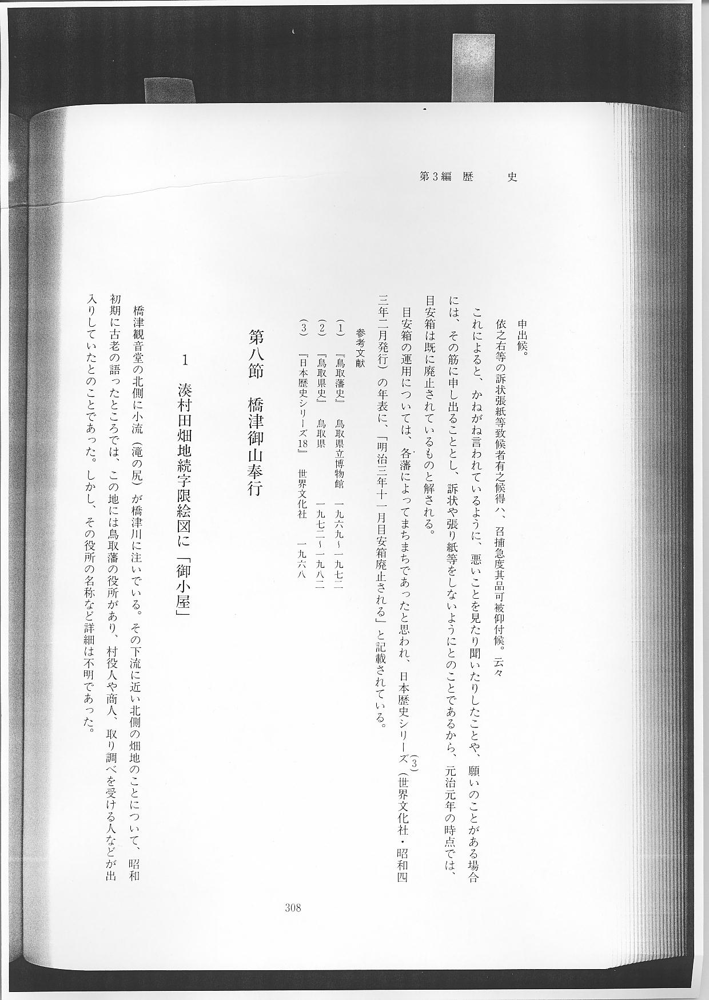 第3編 歴 史
申出候。
依之右等の訴状張紙等致候者有之候得ハ、召捕急度其品可被仰付候。云々
これによると、かねがね言われているように、悪いことを見たり聞いたりしたことや、願いのことがある場合
には、その筋に申し出ることとし、訴状や張り紙等をしないようにとのことであるから、元治元年の時点では、
目安箱は既に廃止されているものと解される。
目安箱の運用については、各藩によってまちまちであったと思われ、日本歴史シリーズ(3)(世界文化社・昭和四
三年二月発行)の年表に、「明治三年十一月目安箱廃止される」と記載されている。
参考文献
(1) 『鳥取藩史』 鳥取県立博物館 一九六九〜一九七二
(2) 『鳥取県史』 鳥取県 一九七二〜一九八二
(3) 『日本歴史シリーズ18』 世界文化社 一九六八
第八節 橋津御山奉行
1 湊村田畑地続字限絵図に「御小屋」
橋津観音堂の北側に小流(滝の尻)が橋津川に注いでいる。その下流に近い北側の畑地のことについて、昭和
初期に古老の語ったところでは、この地には鳥取藩の役所があり、村役人や商人、取り調べを受ける人などが出
入りしていたとのことであった。しかし、その役所の名称など詳細は不明であった。
308